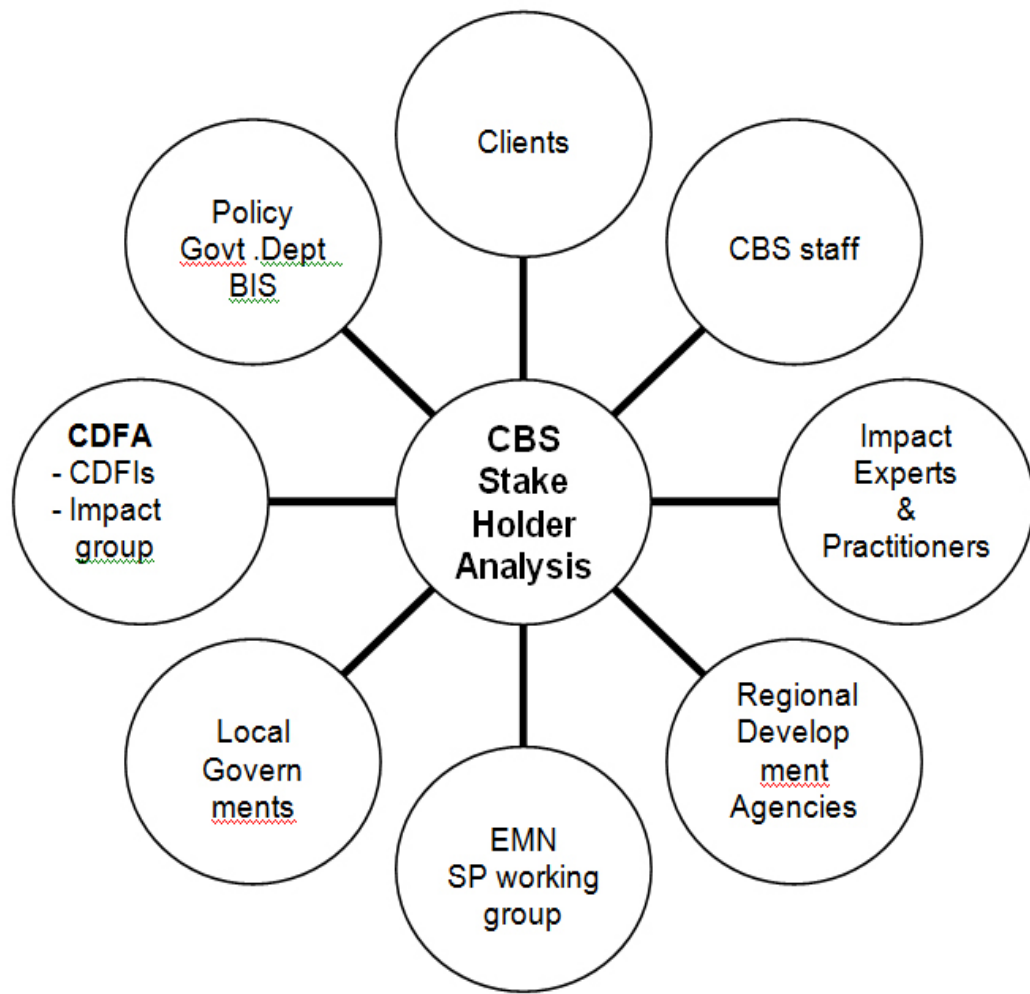 Clients
CBS staff
Impact
Experts
&
Practitioners
Regional
Develop
ment
Agencies
EMN
SP working
group
Local
Govern
ments
CDFA
- CDFIs
- Impact
group
Policy
Govt .Dept
BIS
CBS
Stake
Holder
Analysis